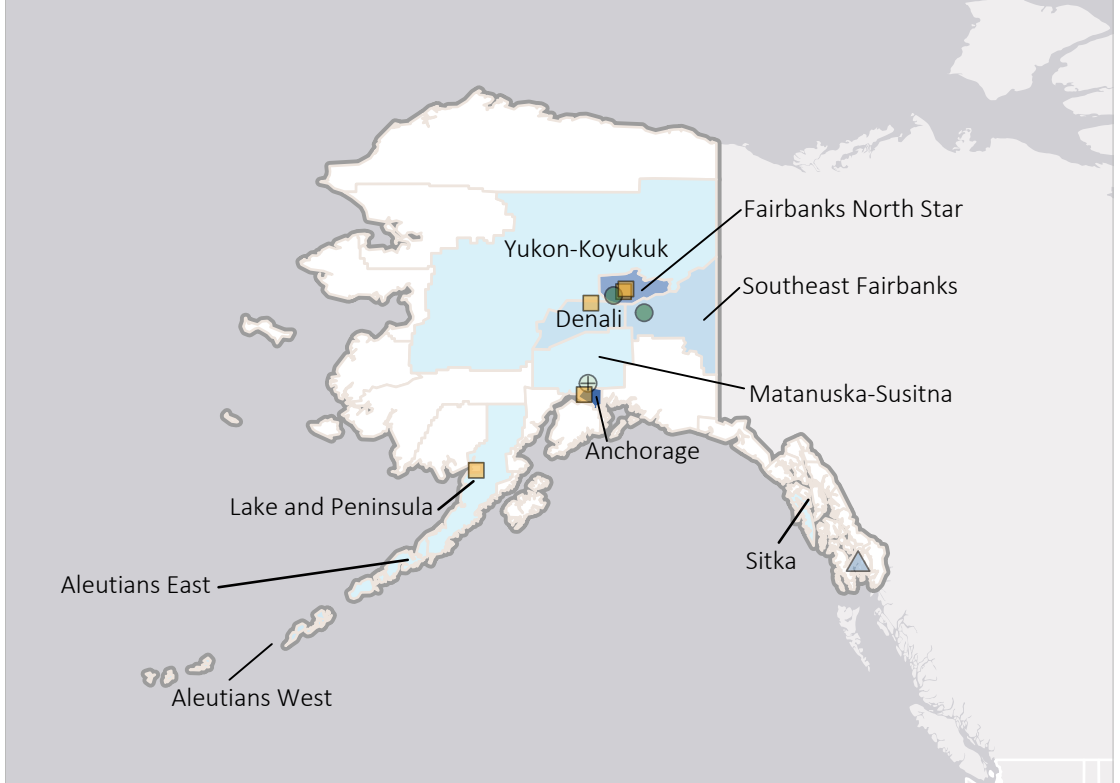 Fairbanks North Star
Yukon-Koyukuk
Southeast Fairbanks
Denali
Matanuska-Susitna
Anchorage
Lake and Peninsula
Sitka
Aleutians East
Aleutians West